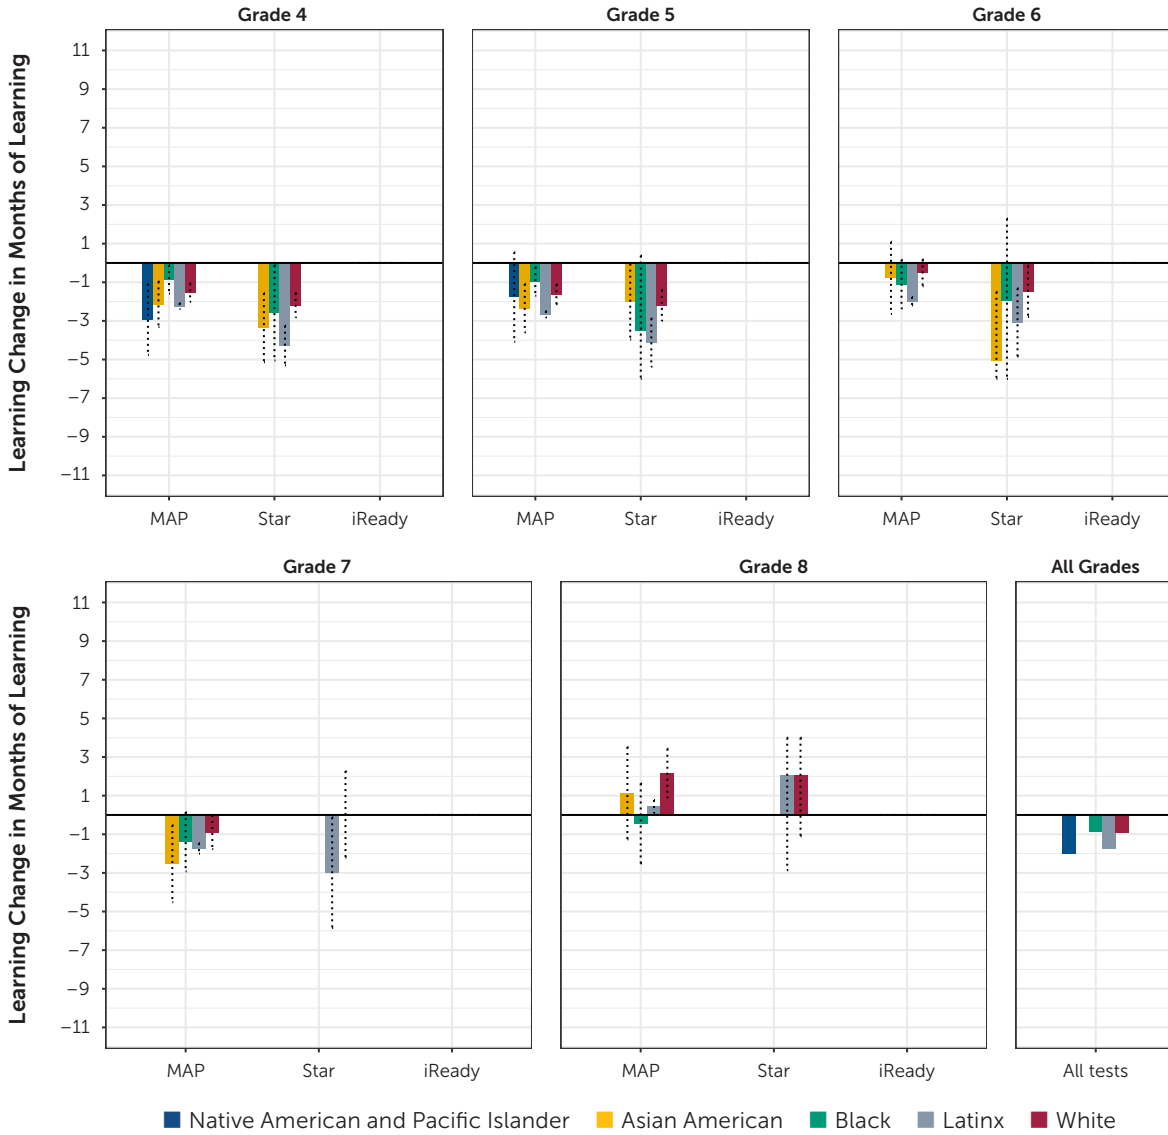 Grade 4
Grade 5
Grade 6
Learning Change in Months of Learning
11
9
7
5
3
1
−1
−3
−5
−7
−9
−11
MAP Star iReady
MAP Star iReady
MAP Star iReady
Grade 7
Grade 8
All Grades
Learning Change in Months of Learning
11
9
7
5
3
1
−1
−3
−5
−7
−9
−11
MAP Star iReady
MAP Star iReady
All tests
Native American and Pacific Islander Asian American Black Latinx White